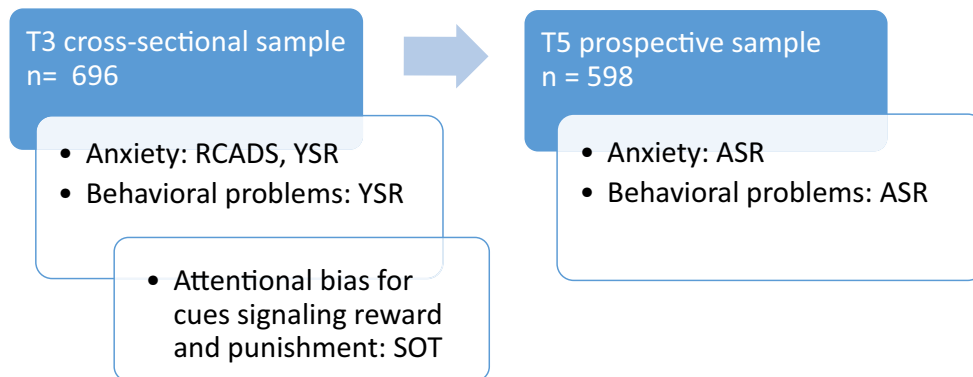 T3 cross-sectional sample
n= 696
• Anxiety: RCADS, YSR
• Behavioral problems: YSR
• Attentional bias for
cues signaling reward
and punishment: SOT
T5 prospective sample
n = 598
• Anxiety: ASR
• Behavioral problems: ASR